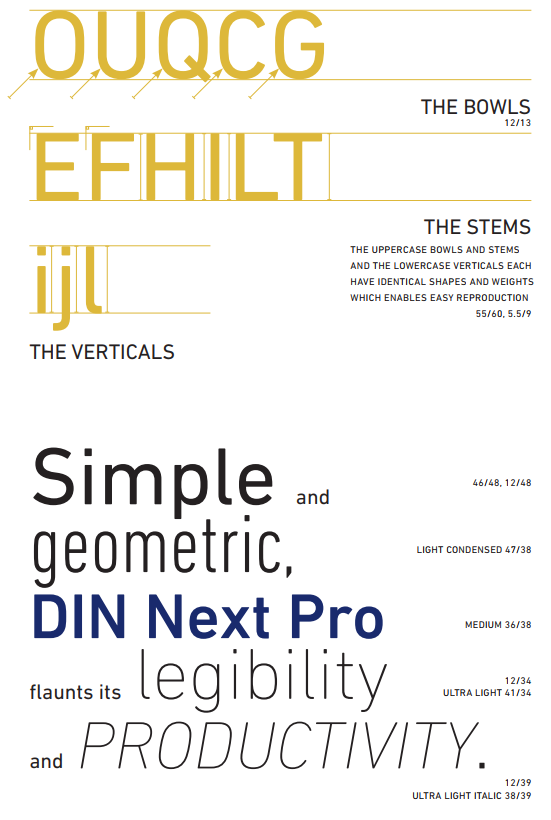 OUQCG
THE BOWLS
12/13
EFHILT
THE STEMS
THE UPPERCASE BOWLS AND STEMS
AND THE LOWERCASE VERTICALS EACH
HAVE IDENTICAL SHAPES AND WEIGHTS
WHICH ENABLES EASY REPRODUCTION
55/60, 5.5/9
ijl
THE VERTICALS
Simple and
46/48, 12/48
geometric,
LIGHT CONDENSED 47/38
DIN Next Pro
MEDIUM 36/38
flaunts its legibility
12/34
ULTRA LIGHT 41/34
and PRODUCTIVITY.
12/39
ULTRA LIGHT ITALIC 38/39